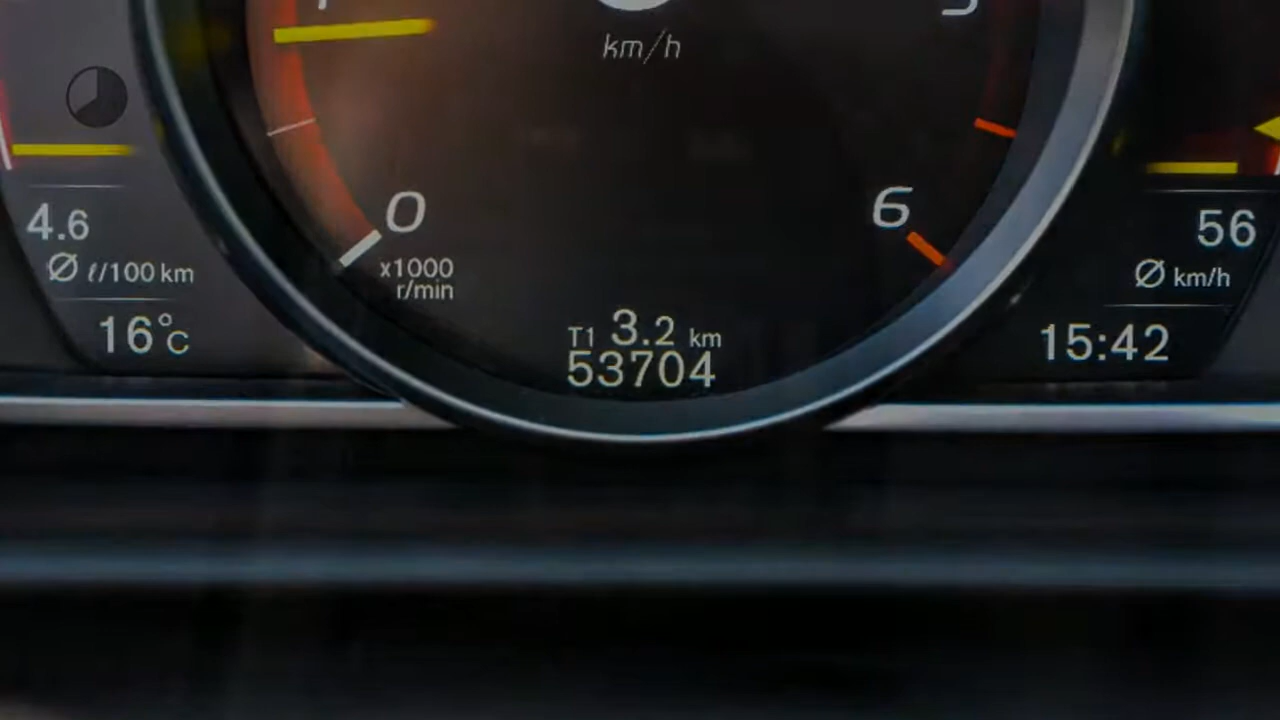 km/h
0
x1000
r/min
6
4.6
Ø ℓ/100 km
16°C
T1 3.2 km
53704
56
Ø km/h
15:42